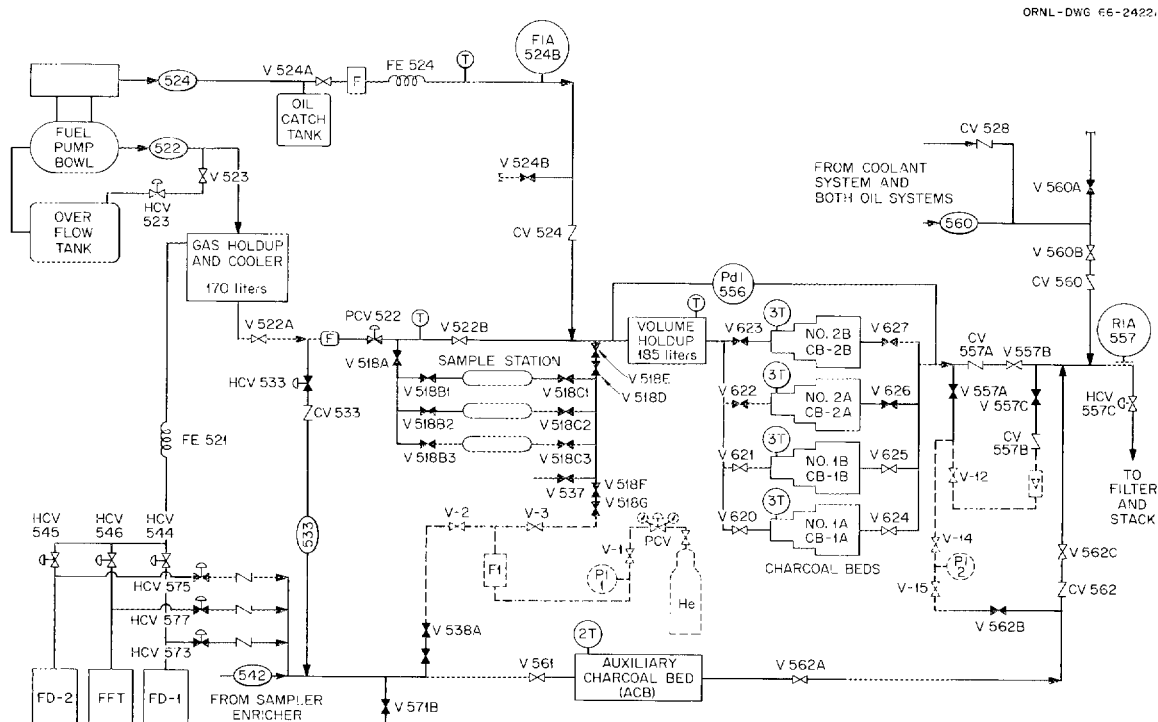 ORNL-DWG 66-2422
FIA
524B
FE 524
T
V 524A
524
F
OIL
CATCH
TANK
FUEL
PUMP
BOWL
522
V 523
HCV
523
OVER
FLOW
TANK
V 524B
CV 524
CV 528
FROM COOLANT
SYSTEM AND
BOTH OIL SYSTEMS
560
V 560A
V 560B
CV 560
GAS HOLDUP
AND COOLER
170 liters
V 522A
F
PCV 522
T
V 522B
PdI
556
T
VOLUME
HOLDUP
185 liters
V 623
3T
NO. 2B
CB-2B
V 627
CV
557A
V 557B
RIA
557
V 518A
SAMPLE STATION
V 518E
V 518D
V 518B1
V 518C1
V 622
3T
NO. 2A
CB-2A
V 626
V 557A
V 557C
HCV
557C
HCV 533
CV 533
V 518B2
V 518C2
V 518B3
V 518C3
V 621
3T
NO. 1B
CB-1B
V 625
CV
557B
V-12
FE 521
V 537
V 518F
V 518G
V 620
3T
NO. 1A
CB-1A
V 624
TO
FILTER
AND
STACK
CHARCOAL BEDS
V-2
V-3
V-1
PCV
V-14
PI
2
V-15
V 562C
CV 562
V 562B
HCV
545
HCV
546
HCV
544
533
F1
PI
1
He
HCV 575
HCV
577
HCV
573
V 538A
542
FROM SAMPLER
ENRICHER
V 571B
V 561
2T
AUXILIARY
CHARCOAL BED
(ACB)
V 562A
FD-2
FFT
FD-1